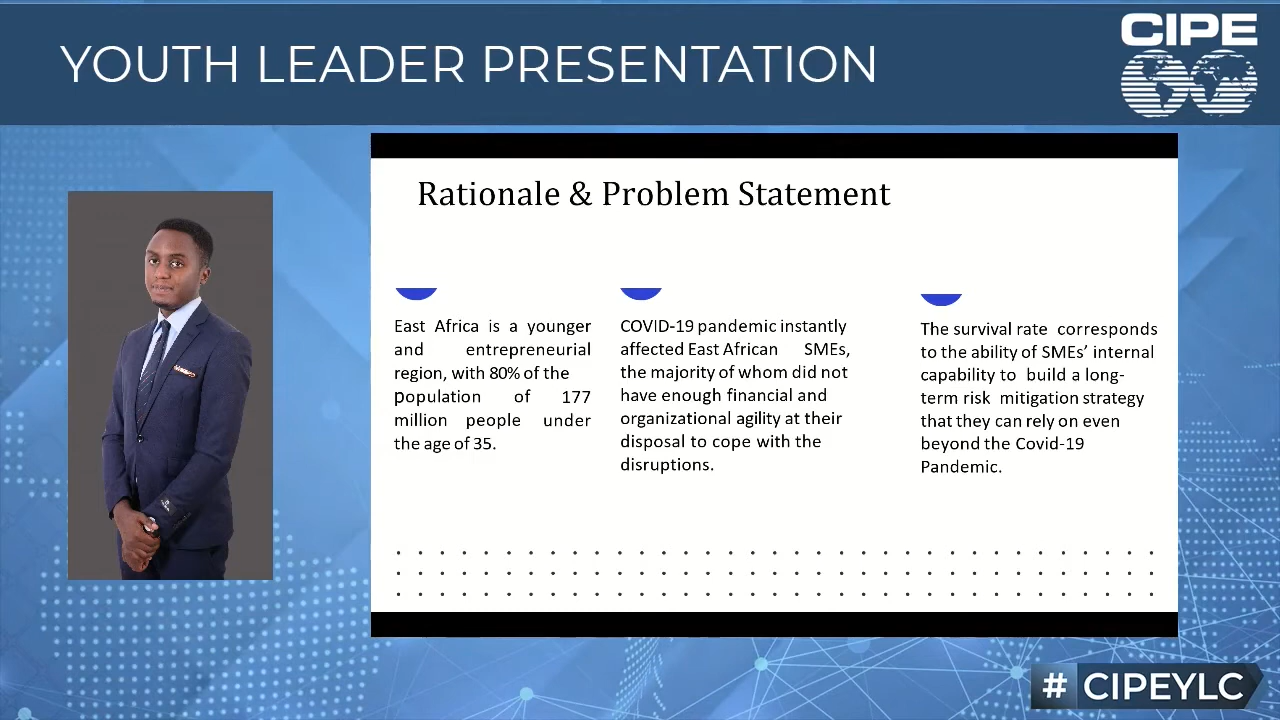 YOUTH LEADER PRESENTATION
CIPE
Rationale & Problem Statement
East Africa is a younger
and entrepreneurial
region, with 80% of the
population of 177
million people under
the age of 35.
COVID-19 pandemic instantly
affected East African SMEs,
the majority of whom did not
have enough financial and
organizational agility at their
disposal to cope with the
disruptions.
The survival rate corresponds
to the ability of SMEs’ internal
capability to build a long-
term risk mitigation strategy
that they can rely on even
beyond the Covid-19
Pandemic.
# CIPEYLC